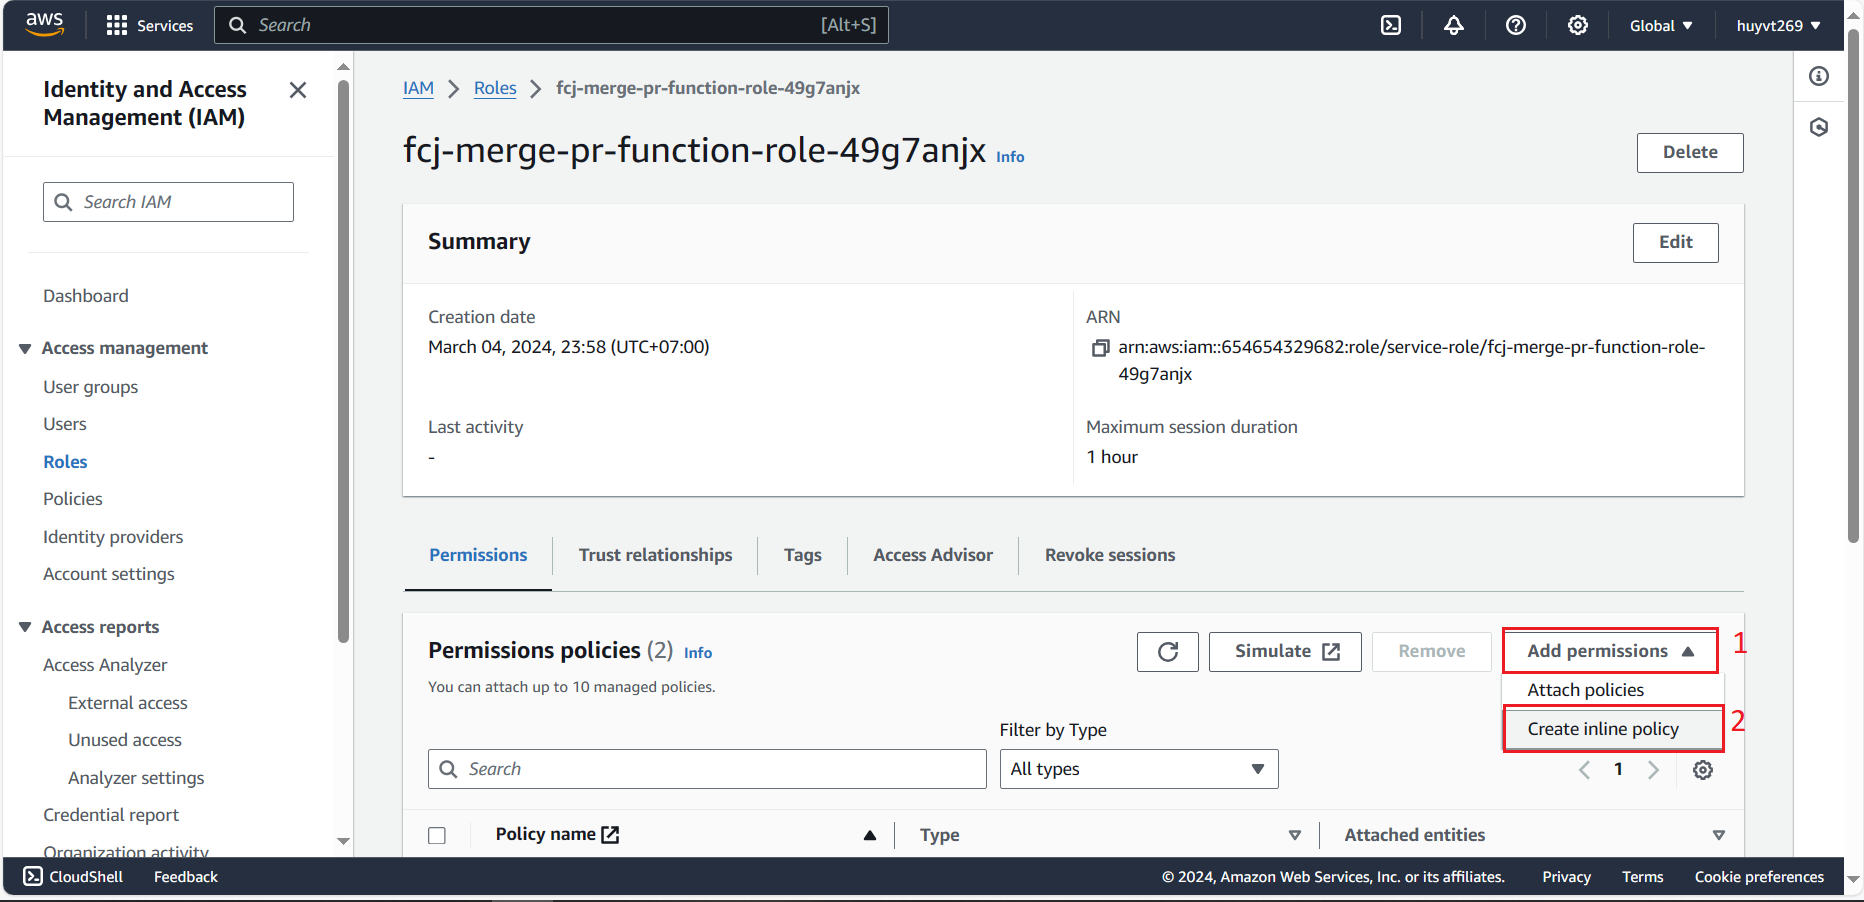 aws
Services
Search
[Alt+S]
Global
huyvt269
Identity and Access
Management (IAM)
Search IAM
Dashboard
Access management
User groups
Users
Roles
Policies
Identity providers
Account settings
Access reports
Access Analyzer
External access
Unused access
Analyzer settings
Credential report
Organization activity
IAM
Roles
fcj-merge-pr-function-role-49g7anjx
fcj-merge-pr-function-role-49g7anjx Info
Delete
Summary
Edit
Creation date
March 04, 2024, 23:58 (UTC+07:00)
ARN
arn:aws:iam::654654329682:role/service-role/fcj-merge-pr-function-role-
49g7anjx
Last activity
-
Maximum session duration
1 hour
Permissions
Trust relationships
Tags
Access Advisor
Revoke sessions
Permissions policies (2) Info
You can attach up to 10 managed policies.
Simulate
Remove
Add permissions
1
Attach policies
Create inline policy
2
Filter by Type
Search
All types
1
Policy name
Type
Attached entities
CloudShell
Feedback
© 2024, Amazon Web Services, Inc. or its affiliates.
Privacy
Terms
Cookie preferences